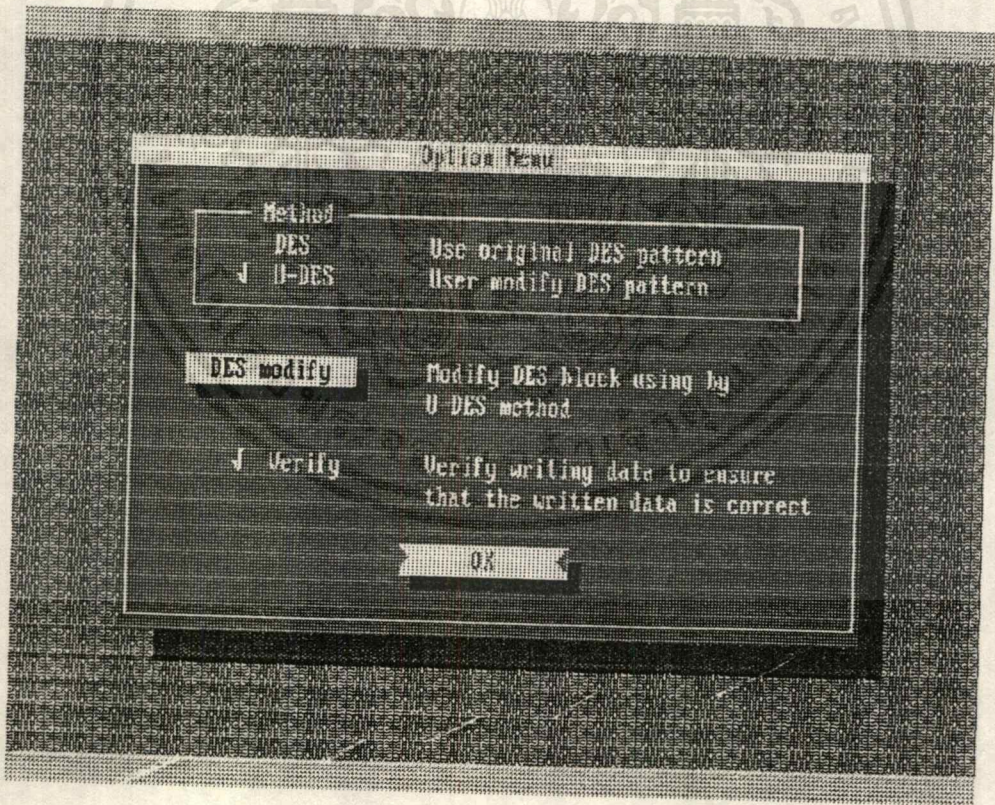 Option Menu
Method
DES Use original DES pattern
√ U-DES User modify DES pattern
DES modify Modify DES block using by
U DES method
√ Verify Verify writing data to ensure
that the written data is correct
OK